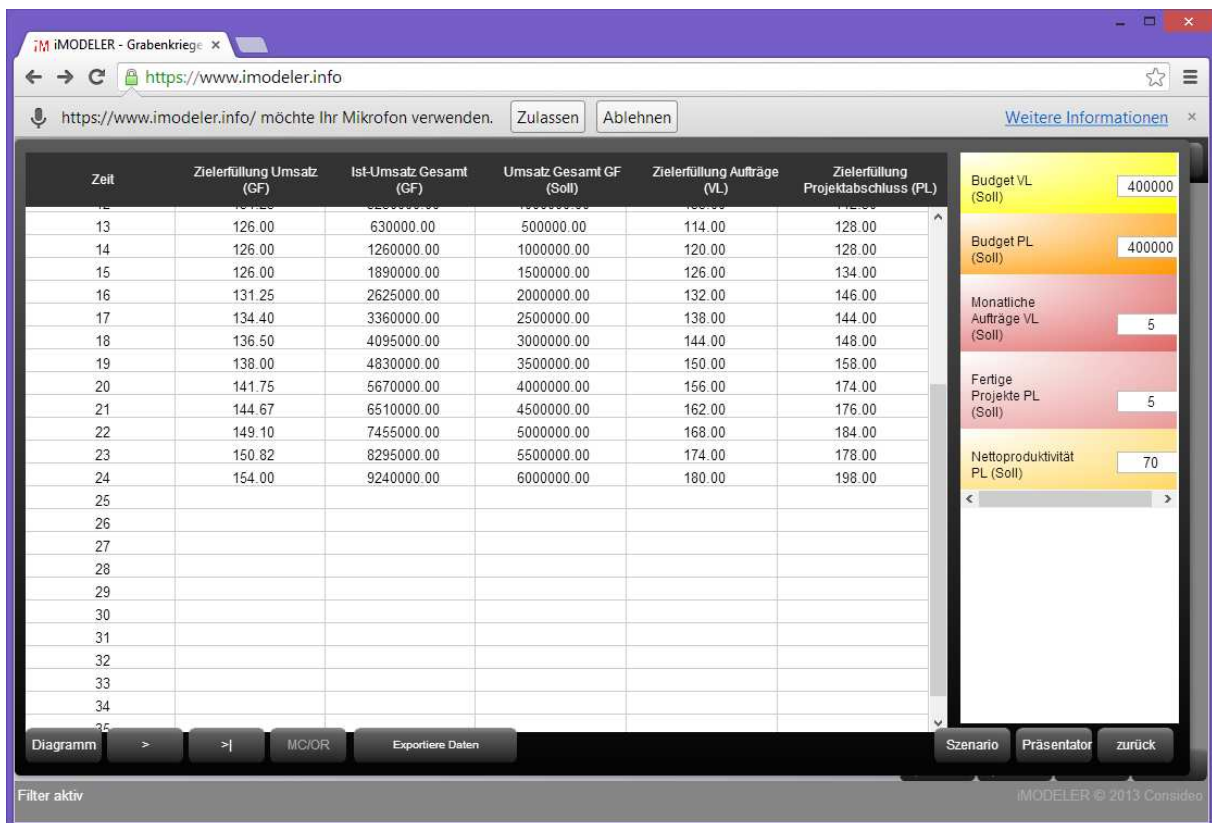 iM iMODELER - Grabenkriege ×
https://www.imodeler.info
https://www.imodeler.info/ möchte Ihr Mikrofon verwenden. Zulassen Ablehnen Weitere Informationen ×
Zeit Zielerfüllung Umsatz (GF) Ist-Umsatz Gesamt (GF) Umsatz Gesamt GF (Soll) Zielerfüllung Aufträge (VL) Zielerfüllung Projektabschluss (PL)
13 126.00 630000.00 500000.00 114.00 128.00
14 126.00 1260000.00 1000000.00 120.00 128.00
15 126.00 1890000.00 1500000.00 126.00 134.00
16 131.25 2625000.00 2000000.00 132.00 146.00
17 134.40 3360000.00 2500000.00 138.00 144.00
18 136.50 4095000.00 3000000.00 144.00 148.00
19 138.00 4830000.00 3500000.00 150.00 158.00
20 141.75 5670000.00 4000000.00 156.00 174.00
21 144.67 6510000.00 4500000.00 162.00 176.00
22 149.10 7455000.00 5000000.00 168.00 184.00
23 150.82 8295000.00 5500000.00 174.00 178.00
24 154.00 9240000.00 6000000.00 180.00 198.00
25
26
27
28
29
30
31
32
33
34
35
Budget VL
(Soll) 400000
Budget PL
(Soll) 400000
Monatliche
Aufträge VL
(Soll) 5
Fertige
Projekte PL
(Soll) 5
Nettoproduktivität
PL (Soll) 70
Diagramm > >| MC/OR Exportiere Daten Szenario Präsentator zurück
Filter aktiv iMODELER © 2013 Consideo